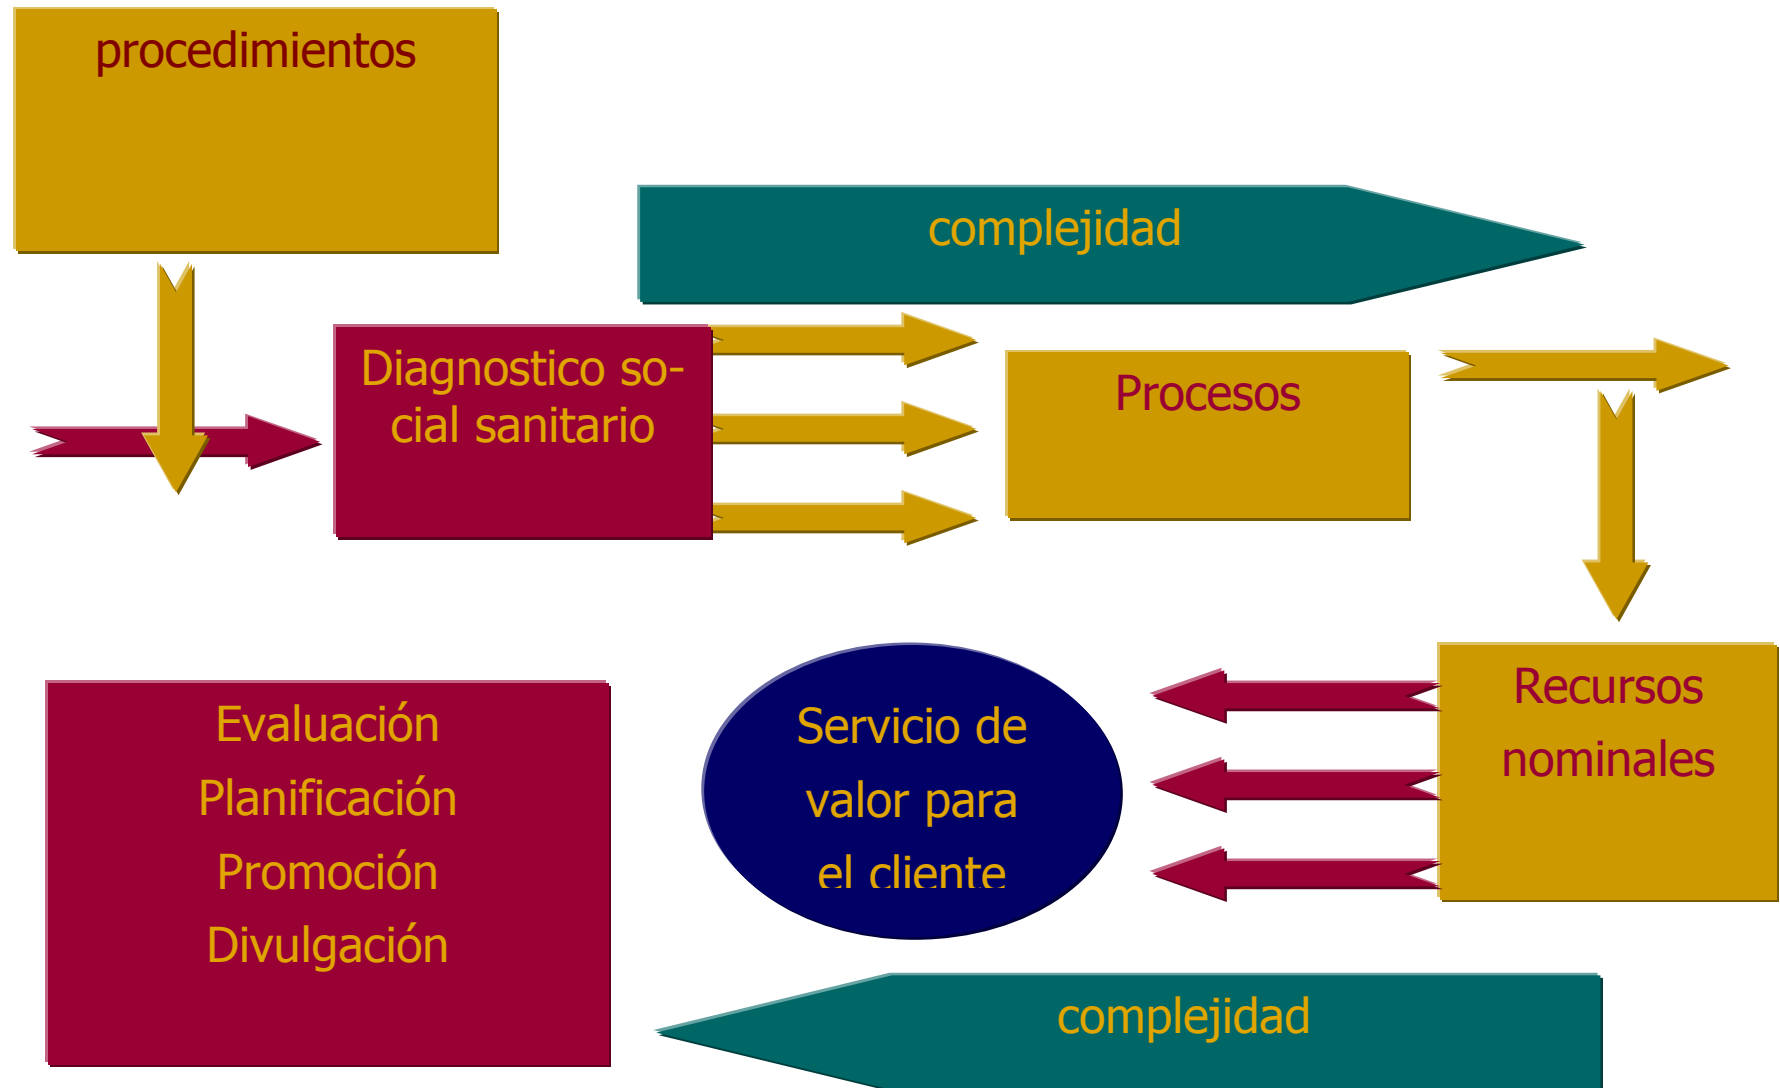 procedimientos
complejidad
Diagnostico so-
cial sanitario
Procesos
Recursos
nominales
Servicio de
valor para
el cliente
Evaluación
Planificación
Promoción
Divulgación
complejidad